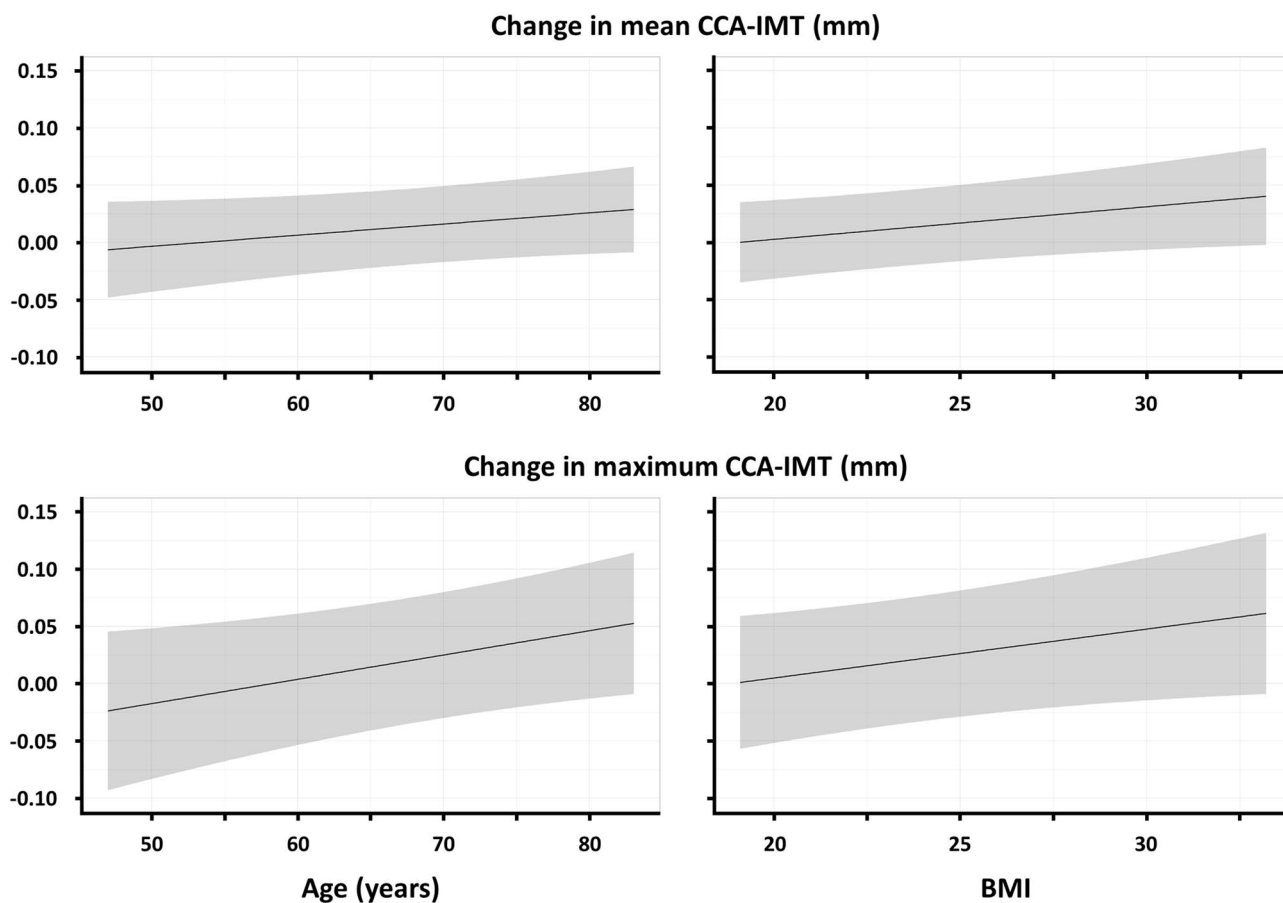 Change in mean CCA-IMT (mm)
0.15
0.10
0.05
0.00
-0.05
-0.10
50 60 70 80 20 25 30
Change in maximum CCA-IMT (mm)
0.15
0.10
0.05
0.00
-0.05
-0.10
50 60 70 80 20 25 30
Age (years) BMI